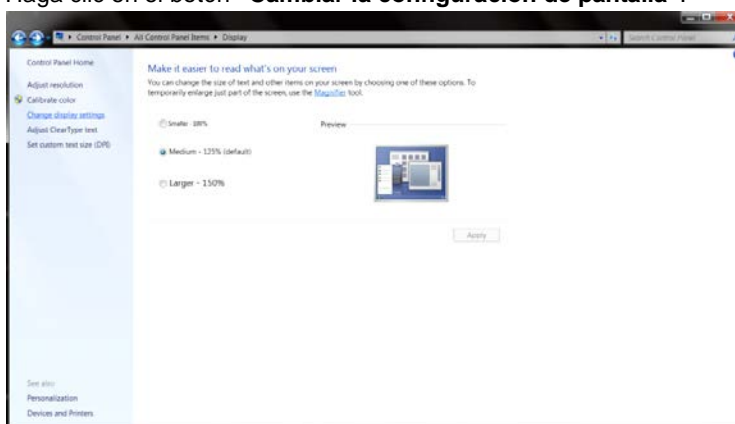 Haga clic en el botón "Cambiar la configuración de pantalla".
Control Panel ▸ All Control Panel Items ▸ Display
Search Control Panel
Control Panel Home
Adjust resolution
Calibrate color
Change display settings
Adjust ClearType text
Set custom text size (DPI)
Make it easier to read what's on your screen
You can change the size of text and other items on your screen by choosing one of these options. To
temporarily enlarge just part of the screen, use the Magnifier tool.
Smaller - 100%
Preview
Medium - 125% (default)
Larger - 150%
Apply
See also
Personalization
Devices and Printers